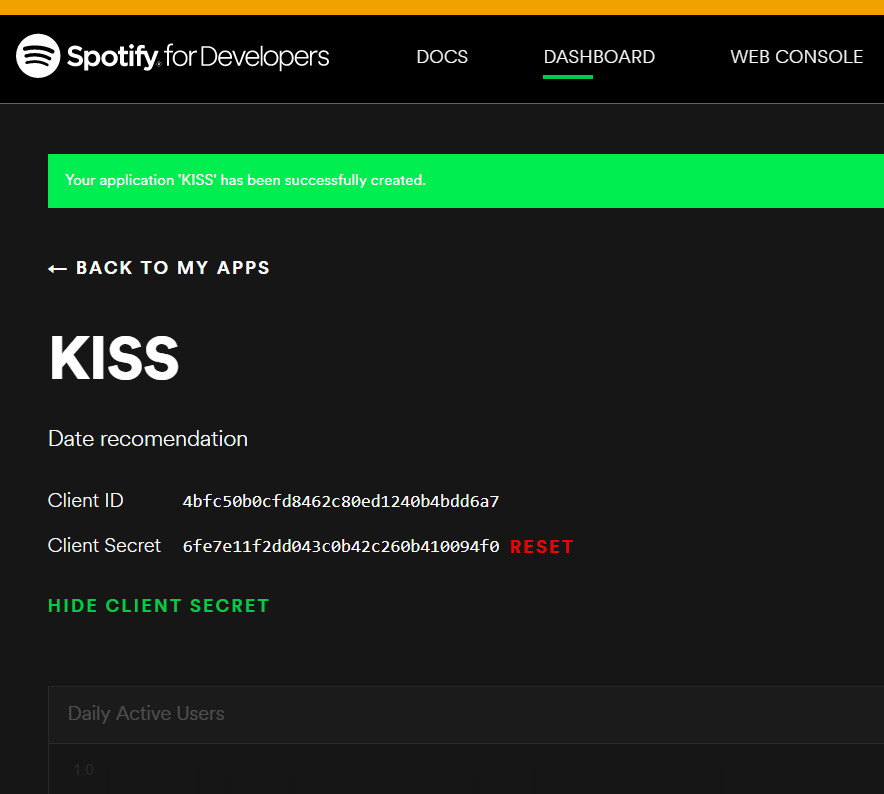 Spotify for Developers DOCS DASHBOARD WEB CONSOLE
Your application 'KISS' has been successfully created.
← BACK TO MY APPS
KISS
Date recomendation
Client ID 4bfc50b0cfd8462c80ed1240b4bdd6a7
Client Secret 6fe7e11f2dd043c0b42c260b410094f0 RESET
HIDE CLIENT SECRET
Daily Active Users
1.0